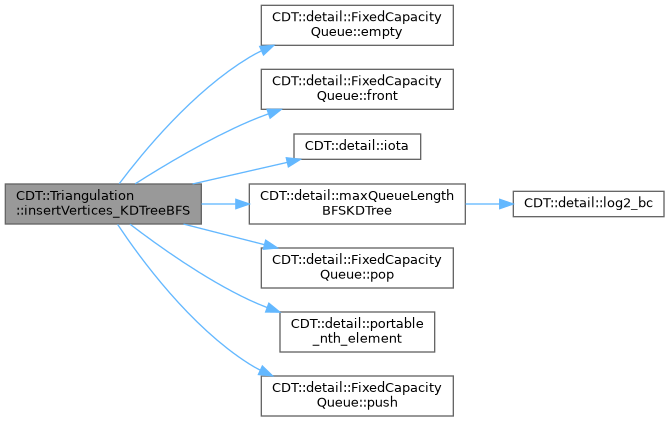 CDT::Triangulation
::insertVertices_KDTreeBFS
CDT::detail::FixedCapacity
Queue::empty
CDT::detail::FixedCapacity
Queue::front
CDT::detail::iota
CDT::detail::maxQueueLength
BFSKDTree
CDT::detail::log2_bc
CDT::detail::FixedCapacity
Queue::pop
CDT::detail::portable
_nth_element
CDT::detail::FixedCapacity
Queue::push